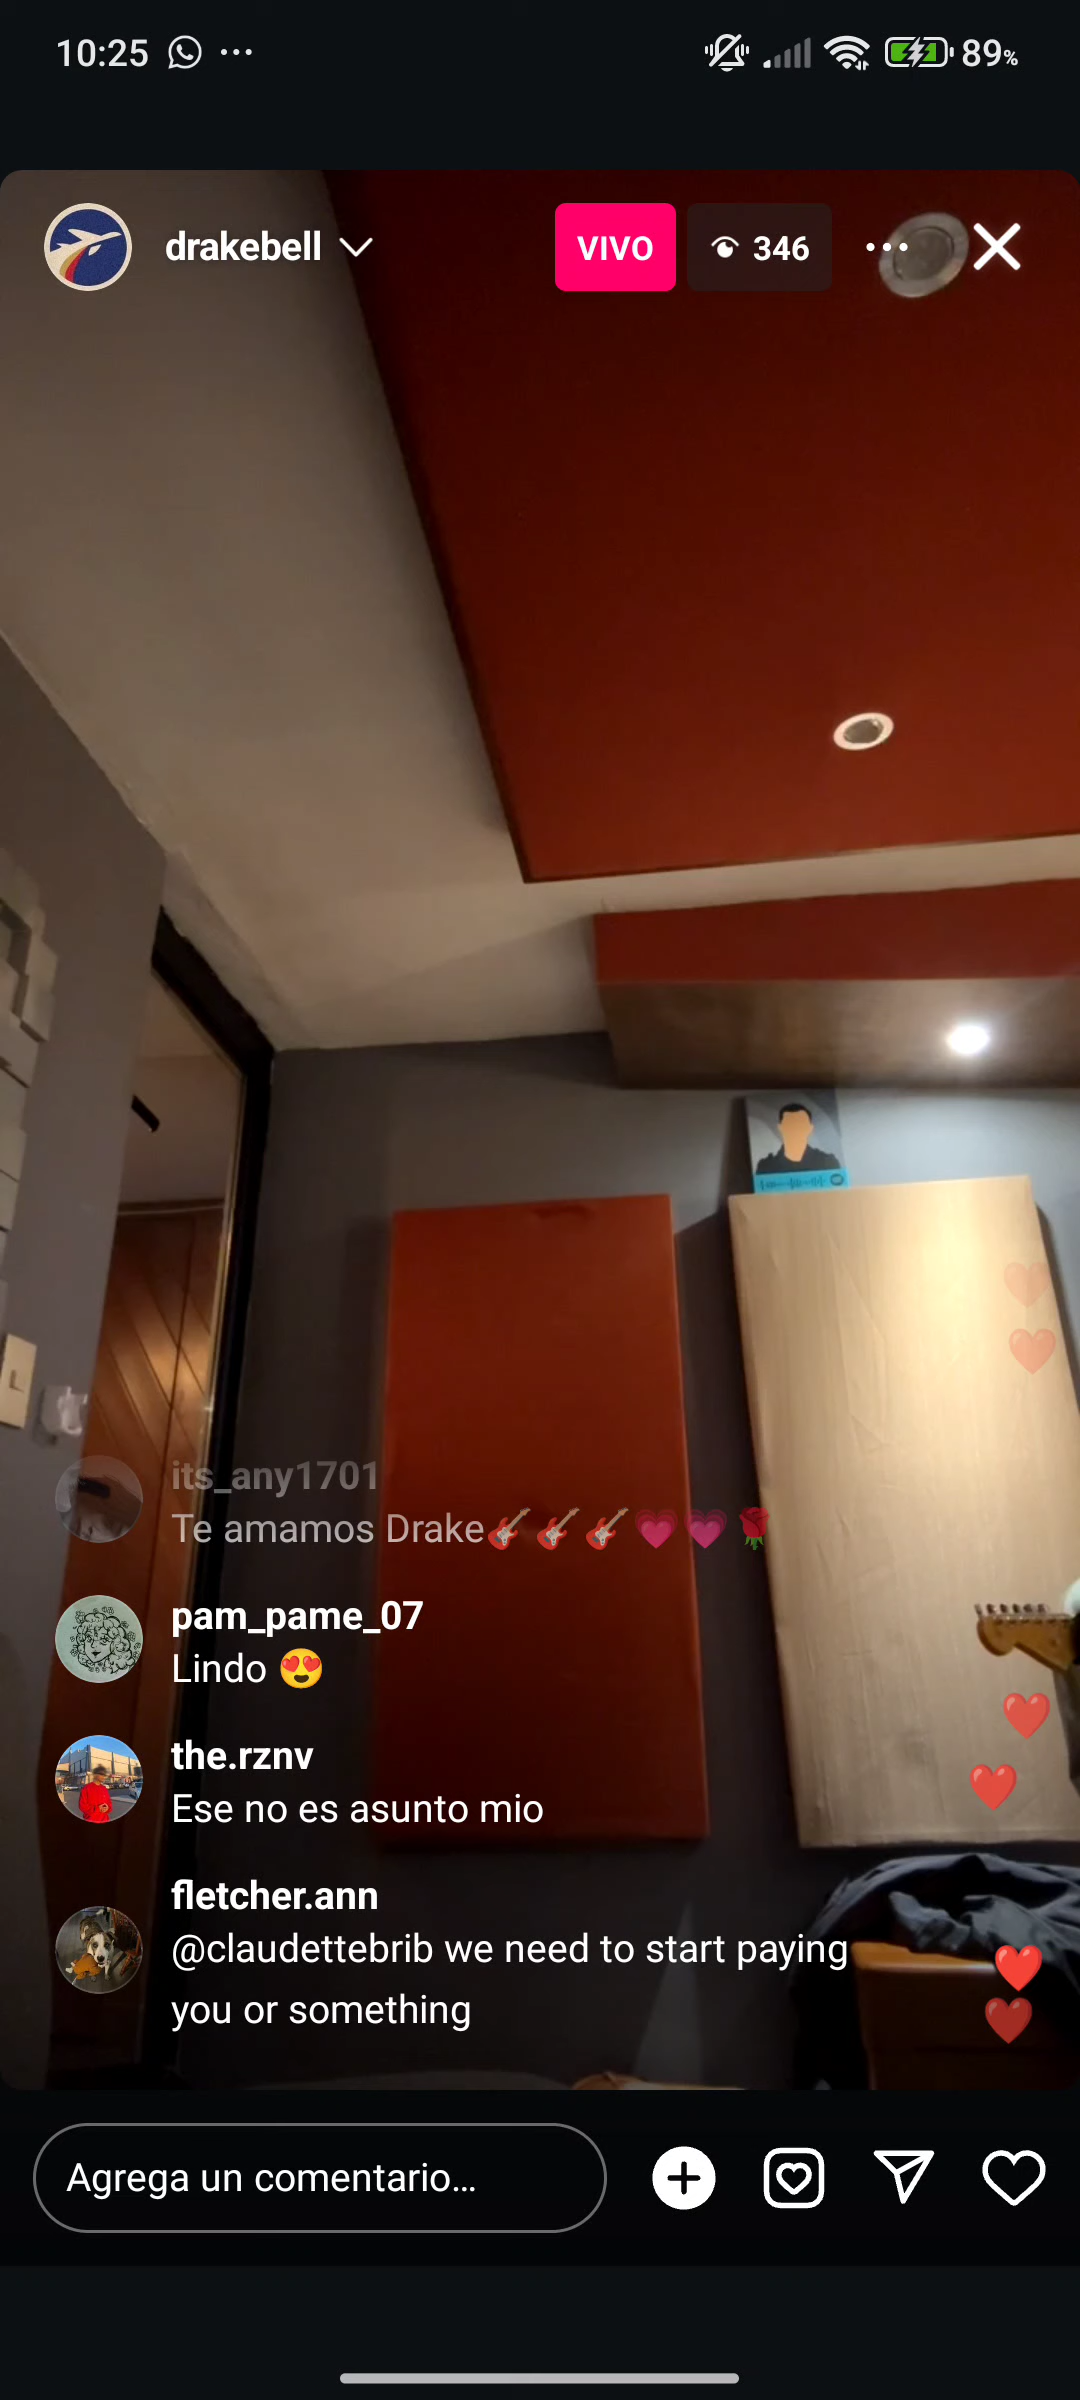 10:25
89%
drakebell
VIVO
346
its_any1701
Te amamos Drake🎸🎸🎸💗💗🌹
pam_pame_07
Lindo 😍
the.rznv
Ese no es asunto mio
fletcher.ann
@claudettebrib we need to start paying
you or something
Agrega un comentario...